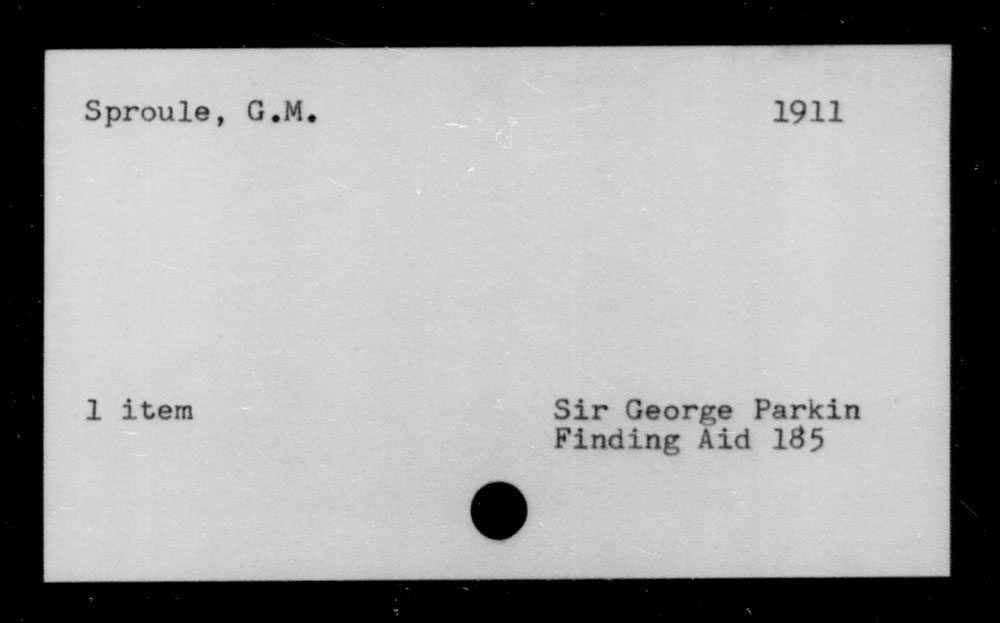 Sproule, G.M. 1911
1 item Sir George Parkin
Finding Aid 185